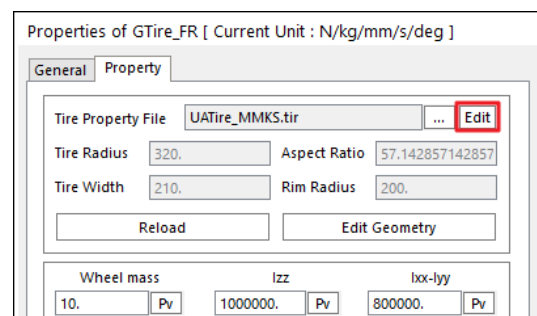 Properties of GTire_FR [ Current Unit : N/kg/mm/s/deg ]
General Property
Tire Property File UATire_MMKS.tir ... Edit
Tire Radius 320. Aspect Ratio 57.142857142857
Tire Width 210. Rim Radius 200.
Reload Edit Geometry
Wheel mass Izz Ixx-Iyy
10. Pv 1000000. Pv 800000. Pv